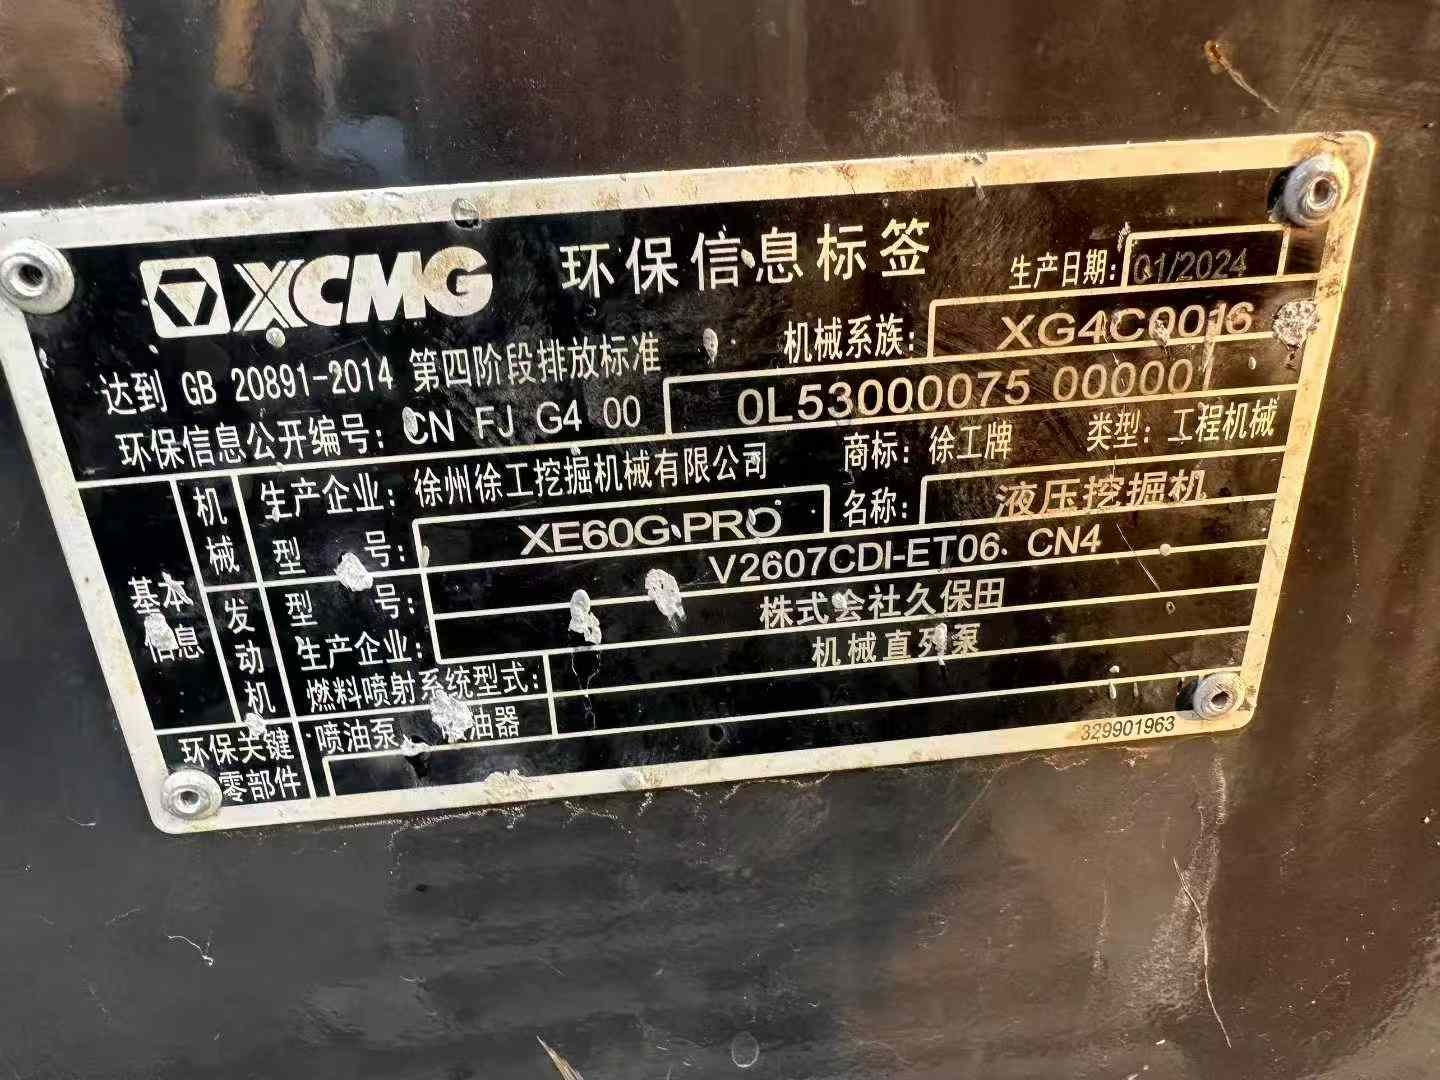 XCMG 环保信息标签 生产日期: 01/2024
达到 GB 20891-2014 第四阶段排放标准 机械系族: XG4C0016
环保信息公开编号: CN FJ G4 00 0L53000075 00000
基本信息 机械 生产企业: 徐州徐工挖掘机械有限公司 商标: 徐工牌 类型: 工程机械
型号: XE60G PRO 名称: 液压挖掘机
发动机 型号: V2607CDI-ET06 CN4
生产企业: 株式会社久保田
燃料喷射系统型式: 机械直列泵
环保关键零部件 喷油泵 油器
329901963